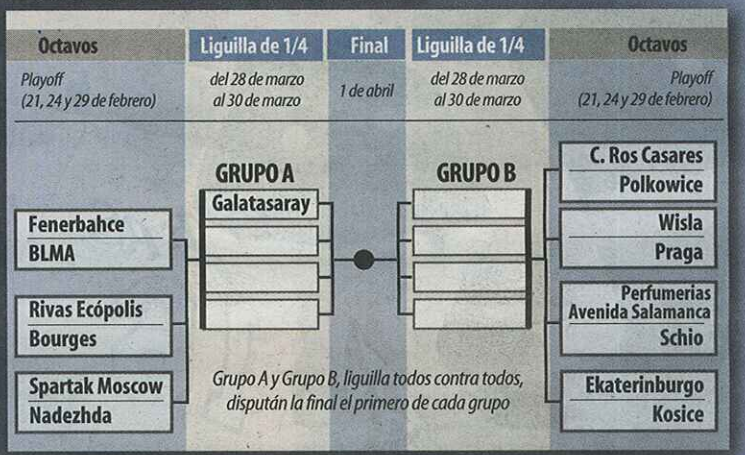 Octavos
Liguilla de 1/4
Final
Liguilla de 1/4
Octavos
Playoff
(21, 24 y 29 de febrero)
del 28 de marzo
al 30 de marzo
1 de abril
del 28 de marzo
al 30 de marzo
Playoff
(21, 24 y 29 de febrero)
GRUPO A
Galatasaray
GRUPO B
Fenerbahce
BLMA
Rivas Ecópolis
Bourges
Spartak Moscow
Nadezhda
C. Ros Casares
Polkowice
Wisla
Praga
Perfumerias
Avenida Salamanca
Schio
Ekaterinburgo
Kosice
Grupo A y Grupo B, liguilla todos contra todos,
dispután la final el primero de cada grupo